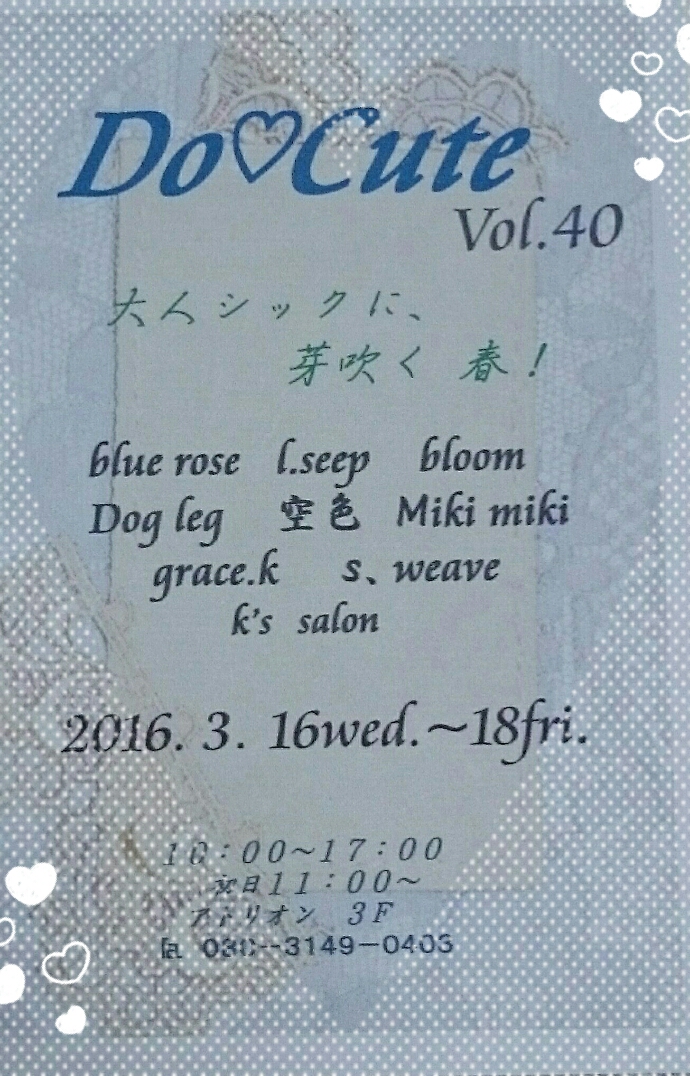 Do♡Cute
Vol.40
大人シックに、
芽吹く 春！
blue rose l.seep bloom
Dog leg 空色 Miki miki
grace.k s、weave
k's salon
2016. 3. 16wed.～18fri.
10：00～17：00
初日11：00～
アトリオン 3F
℡